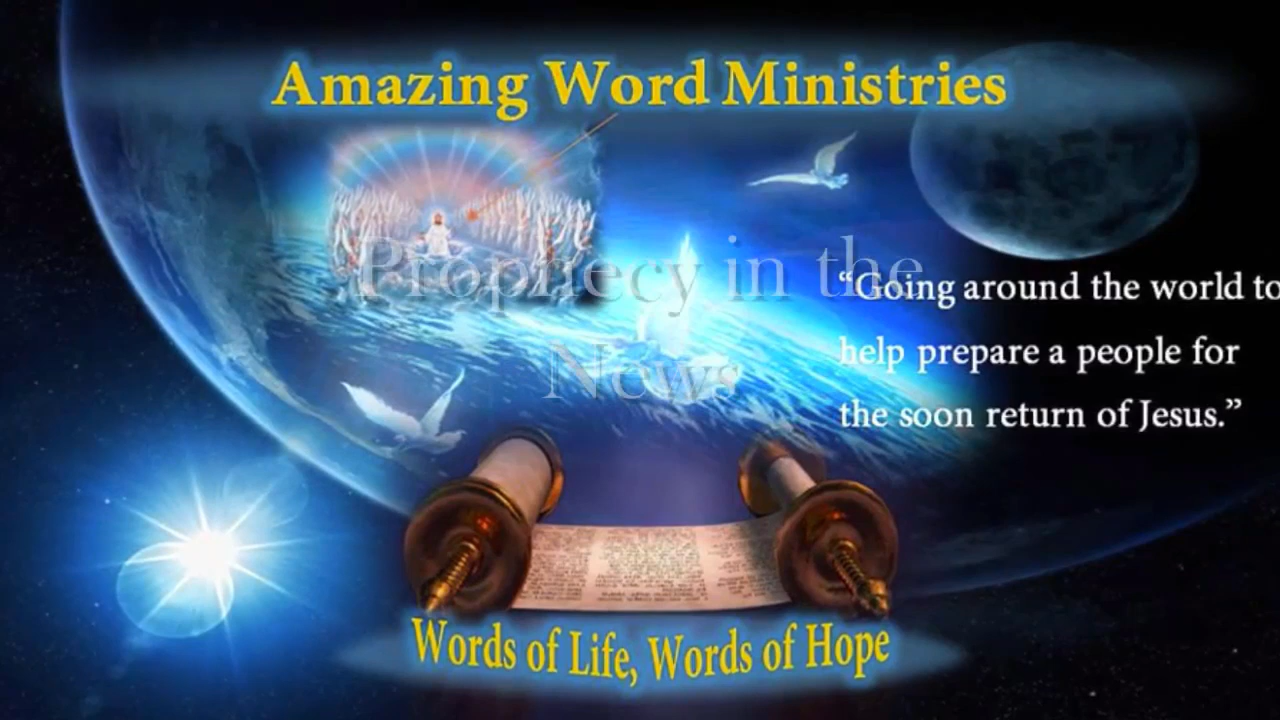 Amazing Word Ministries
Prophecy in the
News
“Going around the world to
help prepare a people for
the soon return of Jesus.”
Words of Life, Words of Hope